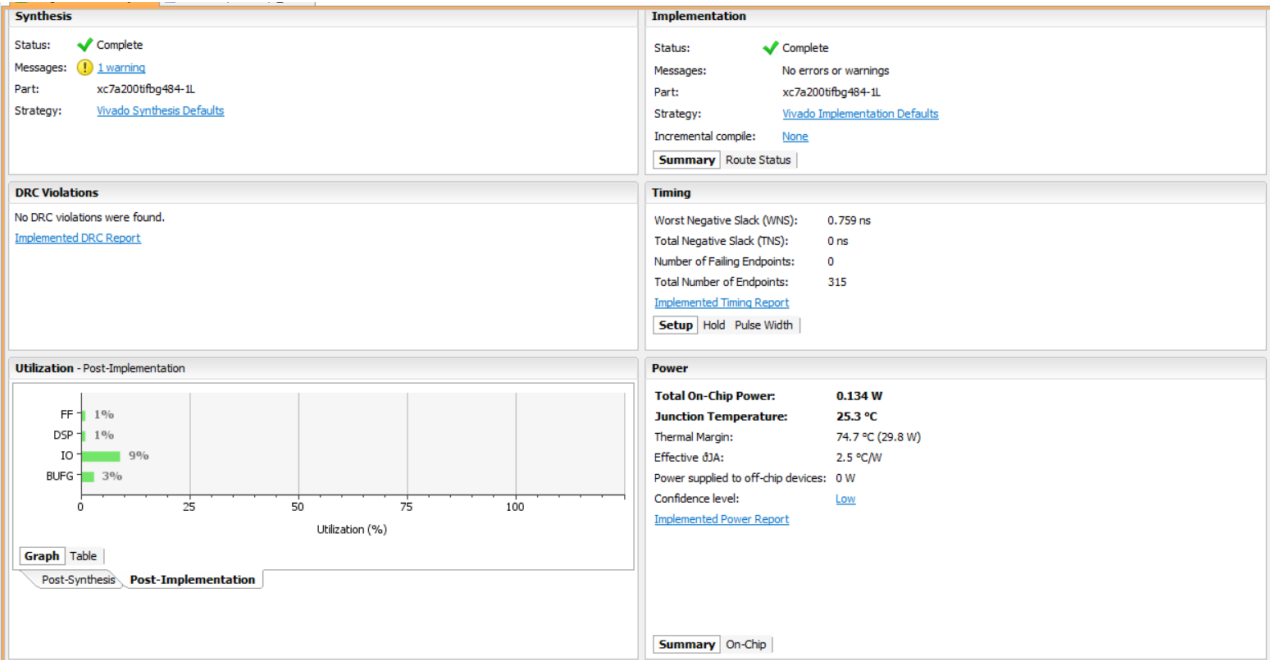 Synthesis
Status: Complete
Messages: 1 warning
Part: xc7a200tifbg484-1L
Strategy: Vivado Synthesis Defaults
Implementation
Status: Complete
Messages: No errors or warnings
Part: xc7a200tifbg484-1L
Strategy: Vivado Implementation Defaults
Incremental compile: None
Summary Route Status
DRC Violations
No DRC violations were found.
Implemented DRC Report
Timing
Worst Negative Slack (WNS): 0.759 ns
Total Negative Slack (TNS): 0 ns
Number of Failing Endpoints: 0
Total Number of Endpoints: 315
Implemented Timing Report
Setup Hold Pulse Width
Utilization - Post-Implementation
FF 1%
DSP 1%
IO 9%
BUFG 3%
0 25 50 75 100
Utilization (%)
Graph Table
Post-Synthesis Post-Implementation
Power
Total On-Chip Power: 0.134 W
Junction Temperature: 25.3 °C
Thermal Margin: 74.7 °C (29.8 W)
Effective ϑJA: 2.5 °C/W
Power supplied to off-chip devices: 0 W
Confidence level: Low
Implemented Power Report
Summary On-Chip